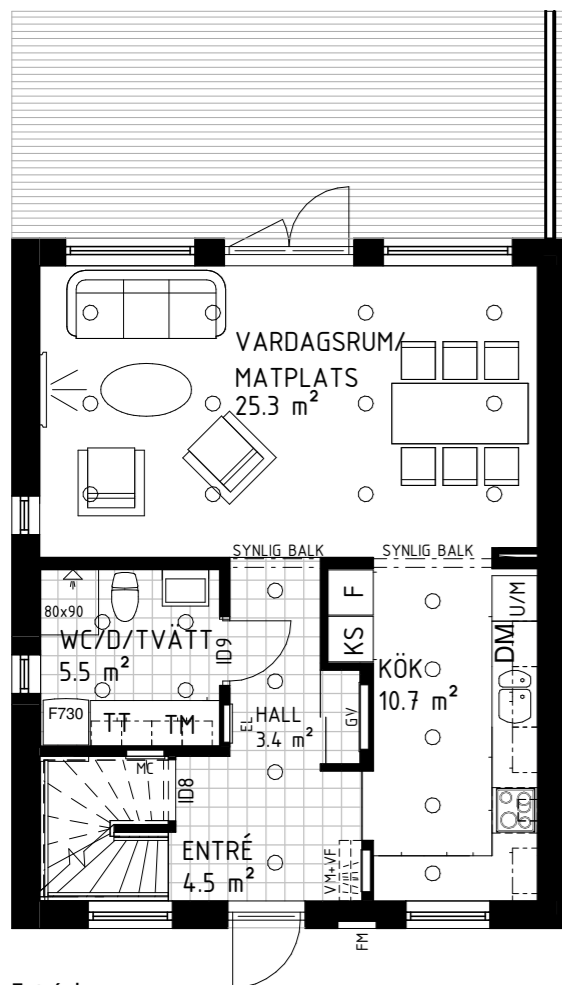 VARDAGSRUM/
MATPLATS
25.3 m²
SYNLIG BALK
SYNLIG BALK
80x90
WC/D/TVÄTT
5.5 m²
ID9
F
KS
U/M
DM
KÖK
10.7 m²
F730
TT
TM
EL
HALL
3.4 m²
GV
MC
ID8
ENTRÉ
4.5 m²
VM+VF
FM